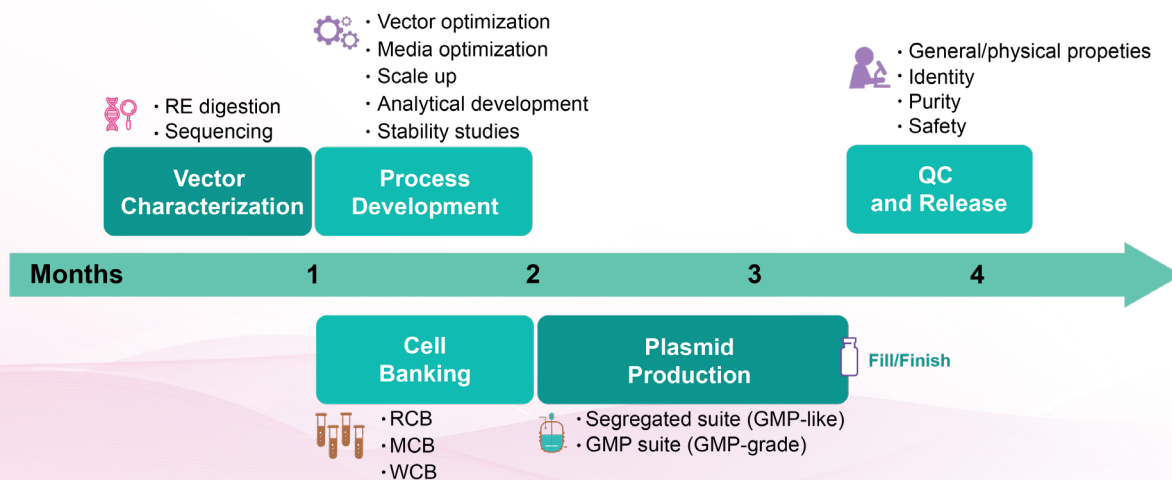 · RE digestion
· Sequencing
Vector
Characterization
· Vector optimization
· Media optimization
· Scale up
· Analytical development
· Stability studies
Process
Development
· General/physical propeties
· Identity
· Purity
· Safety
QC
and Release
Months 1 2 3 4
Cell
Banking
· RCB
· MCB
· WCB
Plasmid
Production
· Segregated suite (GMP-like)
· GMP suite (GMP-grade)
Fill/Finish